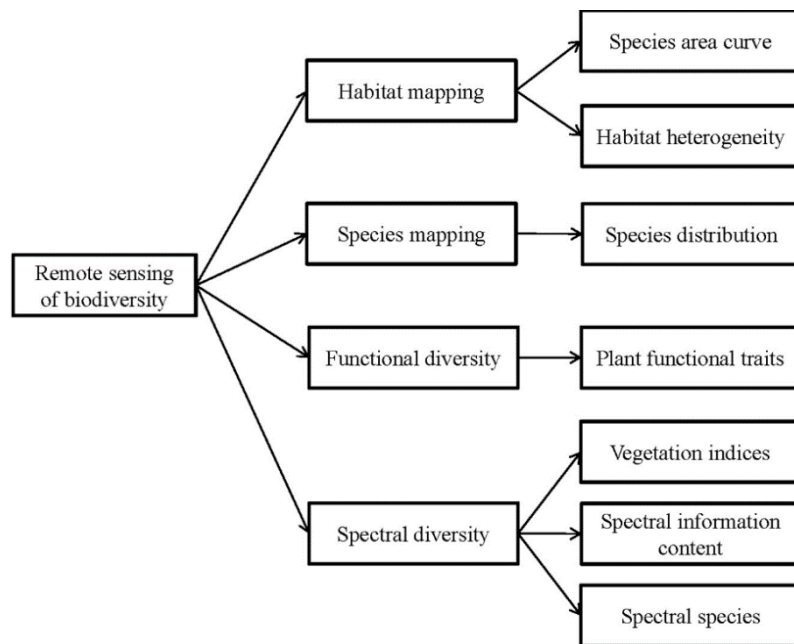 Species area curve
Habitat mapping
Habitat heterogeneity
Species mapping
Species distribution
Remote sensing
of biodiversity
Functional diversity
Plant functional traits
Vegetation indices
Spectral diversity
Spectral information
content
Spectral species